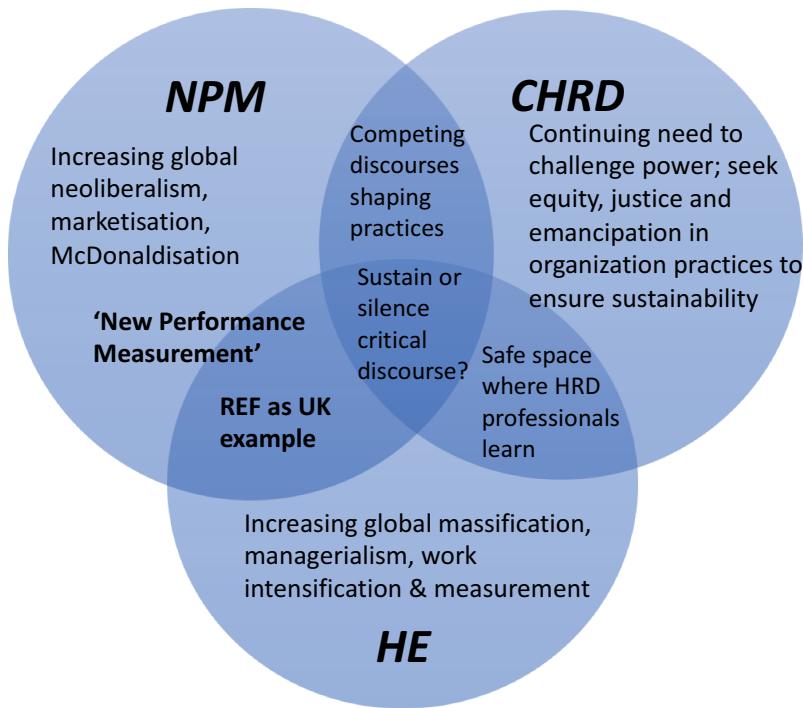 NPM
Increasing global
neoliberalism,
marketisation,
McDonaldisation
‘New Performance
Measurement’
REF as UK
example
Competing
discourses
shaping
practices
Sustain or
silence
critical
discourse?
CHRD
Continuing need to
challenge power; seek
equity, justice and
emancipation in
organization practices to
ensure sustainability
Safe space
where HRD
professionals
learn
Increasing global massification,
managerialism, work
intensification & measurement
HE